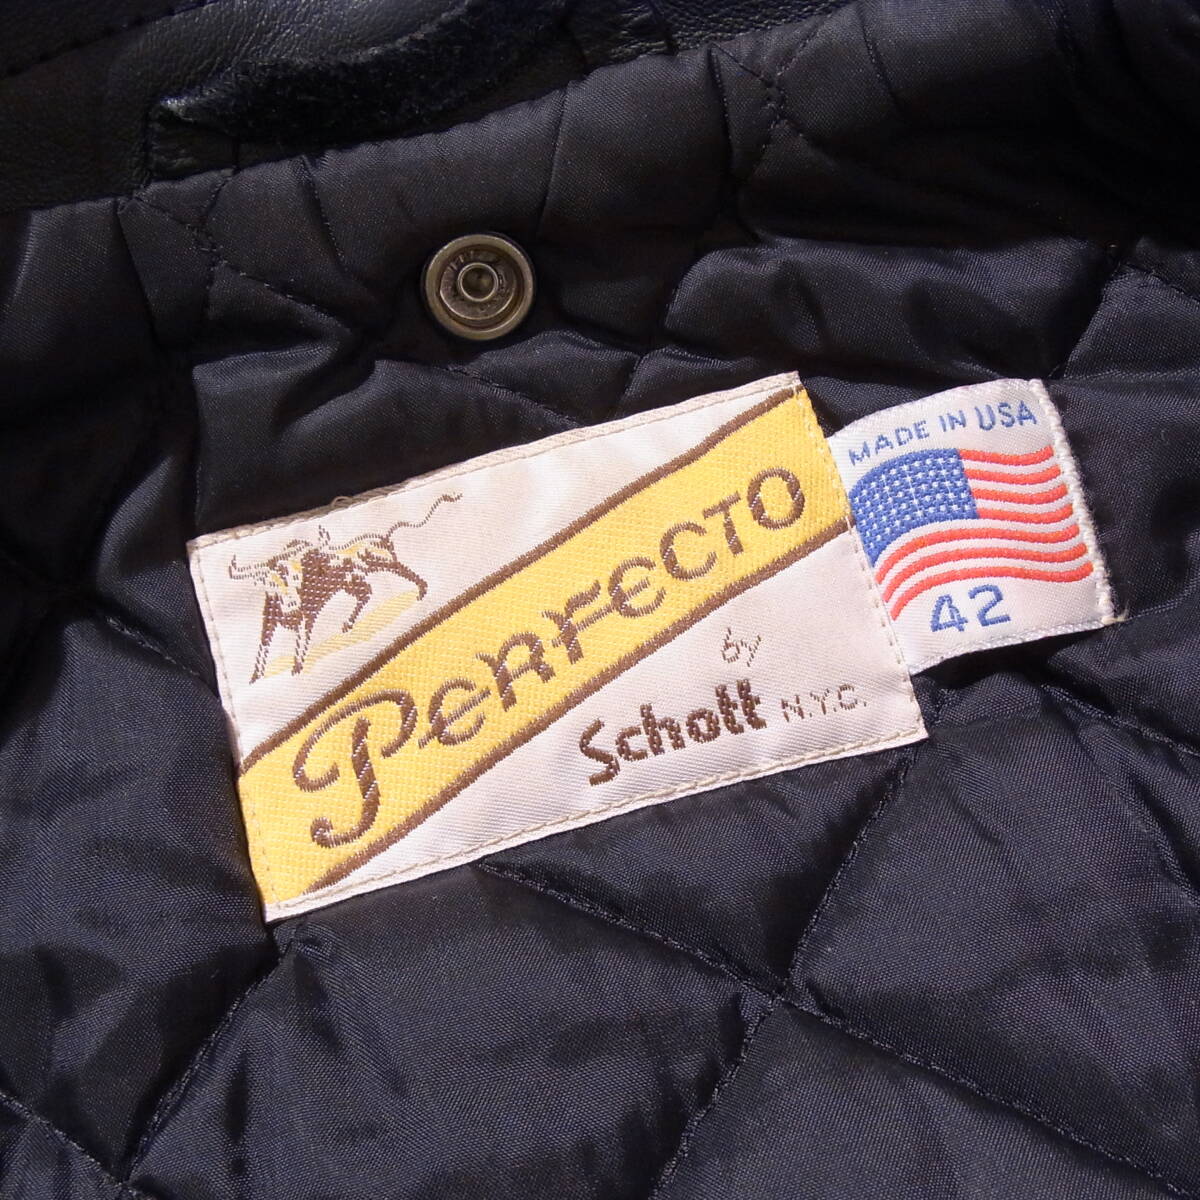 PERFECTO
by
Schott N.Y.C.
MADE IN USA
42